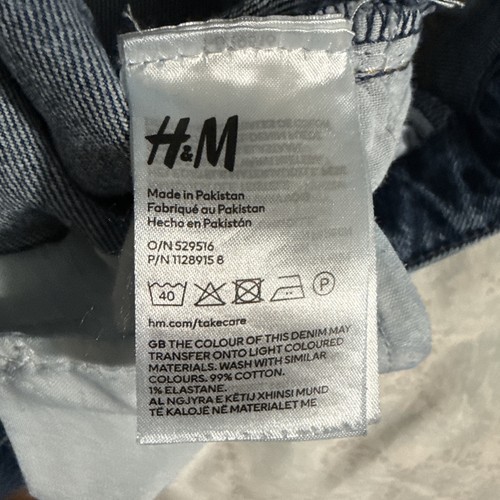 H&M
Made in Pakistan
Fabriqué au Pakistan
Hecho en Pakistán
O/N 529516
P/N 1128915 8
40 P
hm.com/takecare
GB THE COLOUR OF THIS DENIM MAY
TRANSFER ONTO LIGHT COLOURED
MATERIALS. WASH WITH SIMILAR
COLOURS. 99% COTTON.
1% ELASTANE.
AL NGJYRA E KËTIJ XHINSI MUND
TË KALOJË NË MATERIALET ME